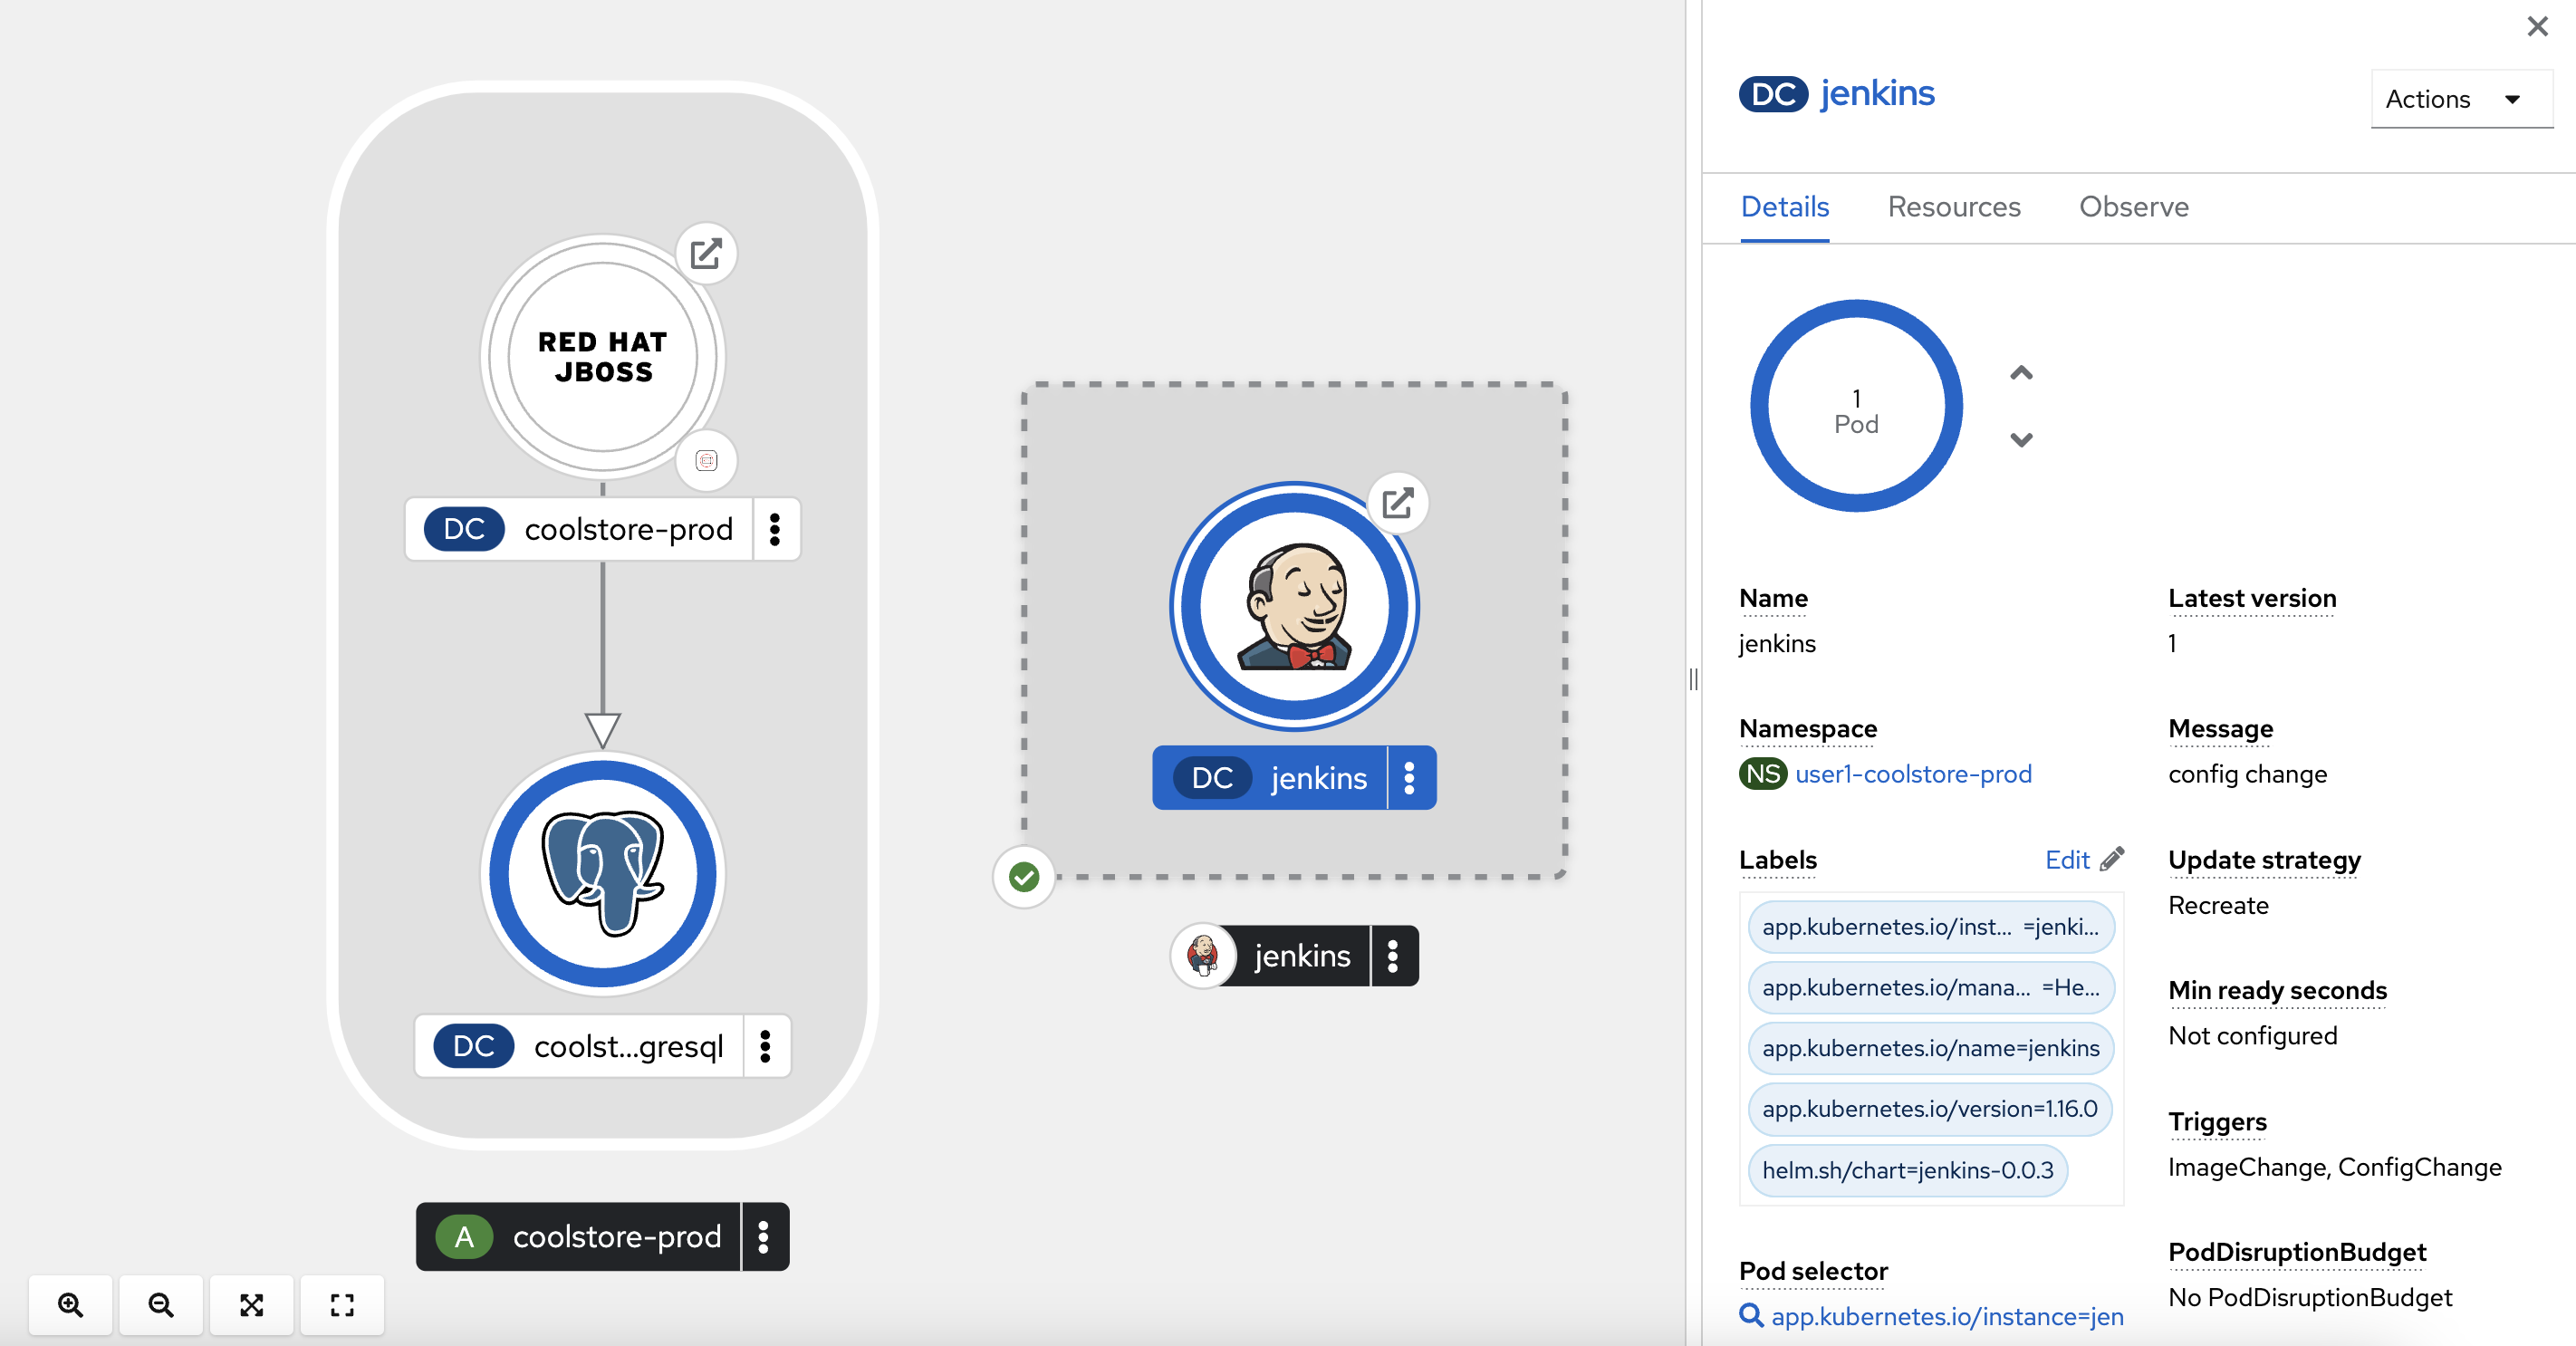 RED HAT
JBOSS
DC coolstore-prod
DC coolst...gresql
A coolstore-prod
DC jenkins
jenkins
DC jenkins
Actions
Details Resources Observe
1
Pod
Name
jenkins
Latest version
1
Namespace
NS user1-coolstore-prod
Message
config change
Labels Edit
app.kubernetes.io/inst... =jenki...
app.kubernetes.io/mana... =He...
app.kubernetes.io/name=jenkins
app.kubernetes.io/version=1.16.0
helm.sh/chart=jenkins-0.0.3
Update strategy
Recreate
Min ready seconds
Not configured
Triggers
ImageChange, ConfigChange
Pod selector
app.kubernetes.io/instance=jen
PodDisruptionBudget
No PodDisruptionBudget